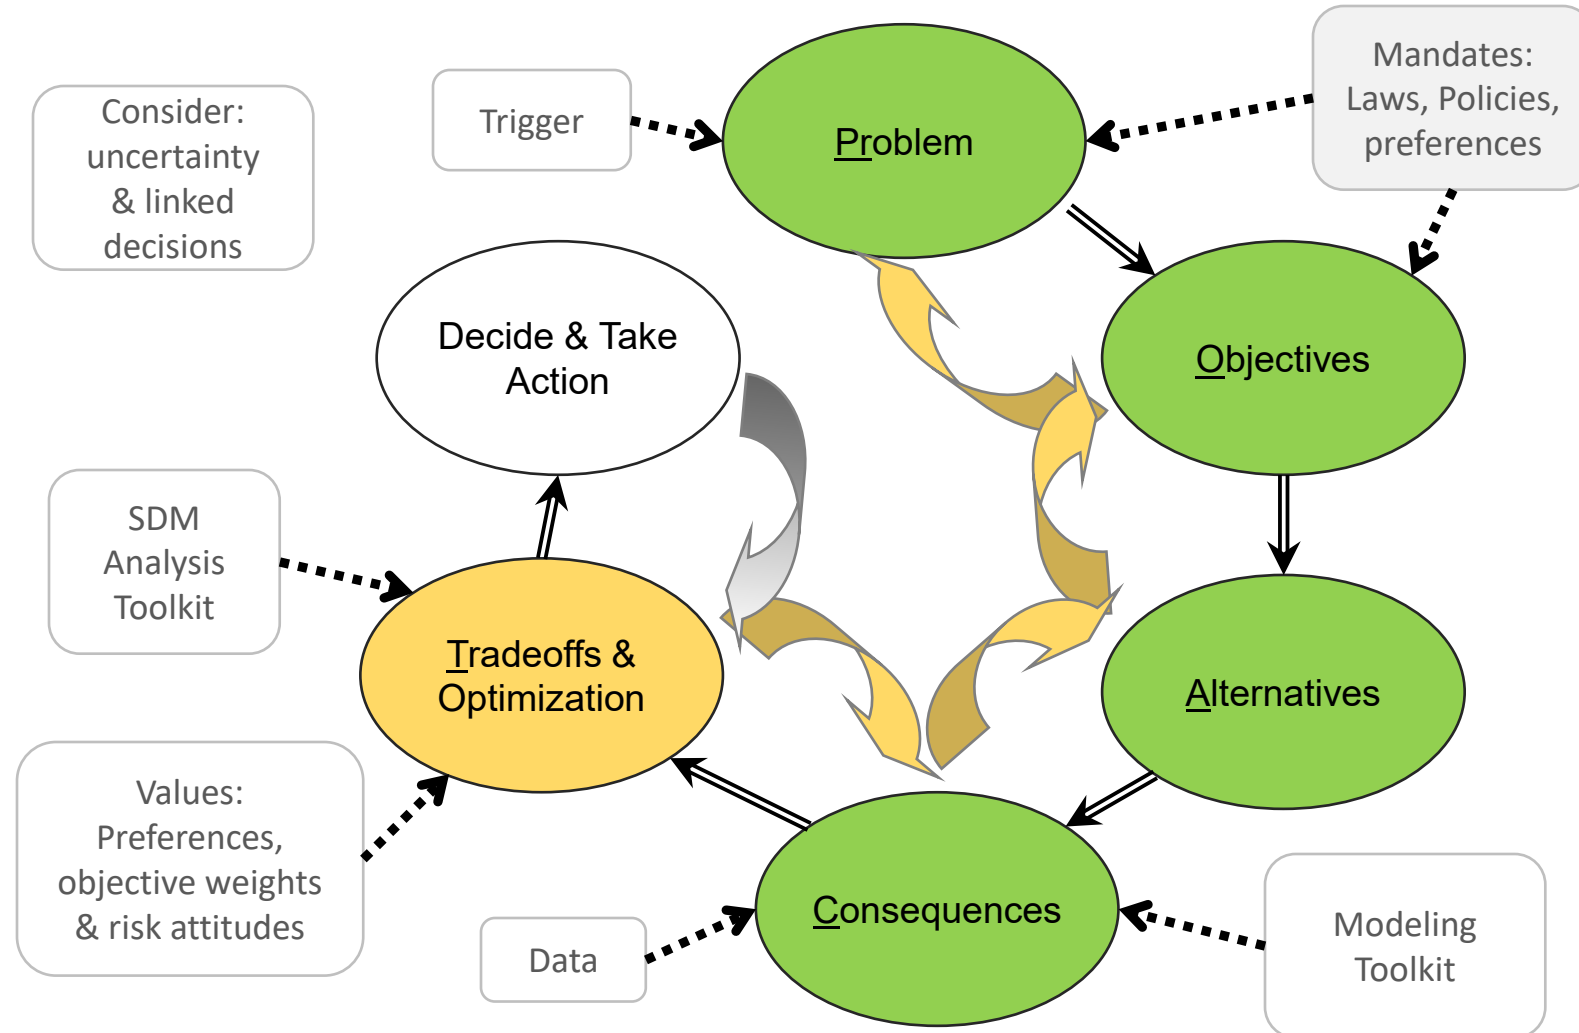 Consider:
uncertainty
& linked
decisions
Trigger
Problem
Mandates:
Laws, Policies,
preferences
Decide & Take
Action
Objectives
SDM
Analysis
Toolkit
Tradeoffs &
Optimization
Alternatives
Values:
Preferences,
objective weights
& risk attitudes
Data
Consequences
Modeling
Toolkit